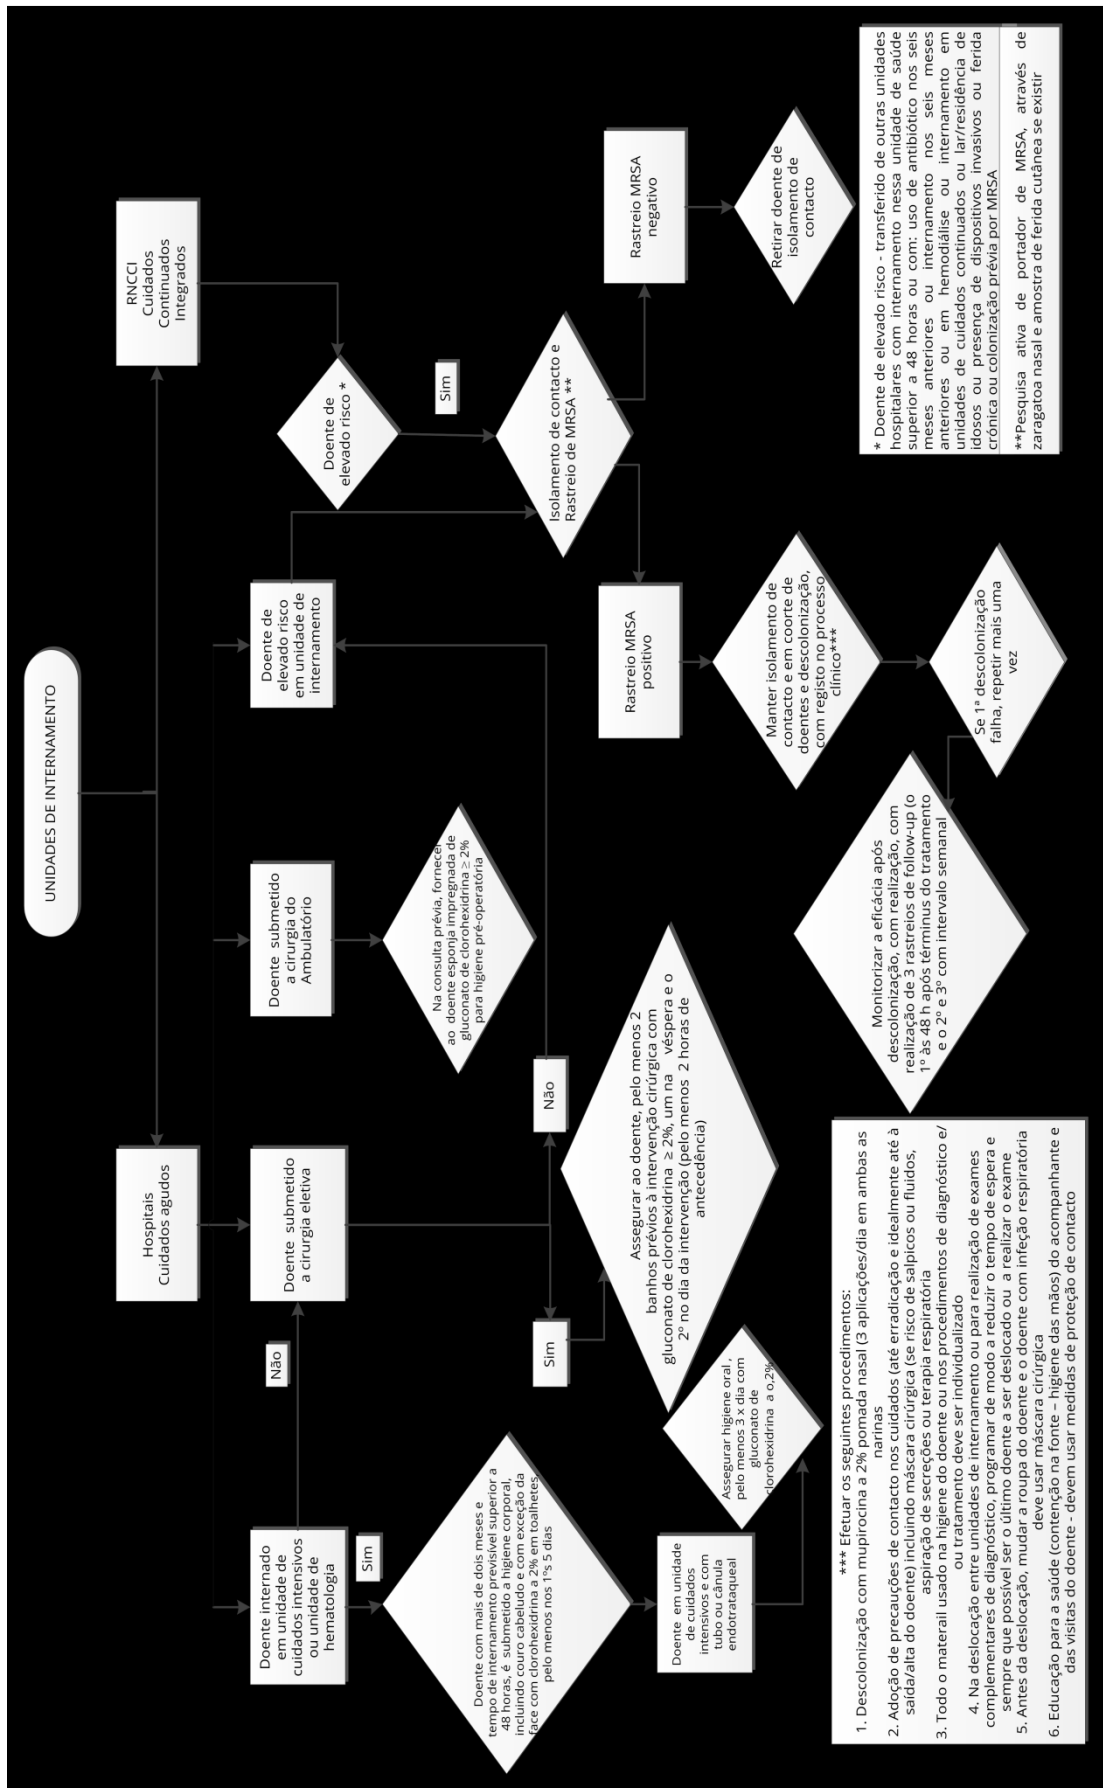 UNIDADES DE INTERNAMENTO
Hospitais
Cuidados agudos
RNCCI
Cuidados
Continuados
Integrados
Doente internado
em unidade de
cuidados intensivos
ou unidade de
hematologia
Não
Doente submetido
a cirurgia eletiva
Doente submetido
a cirurgia do
Ambulatório
Doente de
elevado risco
em unidade de
internamento
Doente de
elevado risco *
Sim
Sim
Doente com mais de dois meses e
tempo de internamento previsível superior a
48 horas, é submetido a higiene corporal,
incluindo couro cabeludo e com exceção da
face com clorohexidrina a 2% em toalhetes,
pelo menos nos 1ºs 5 dias
Na consulta prévia, fornecer
ao doente esponja impregnada de
gluconato de clorohexidrina ≥ 2%
para higiene pré-operatória
Isolamento de contacto e
Rastreio de MRSA **
Sim
Não
Assegurar ao doente, pelo menos 2
banhos prévios à intervenção cirúrgica com
gluconato de clorohexidrina ≥ 2%, um na véspera e o
2º no dia da intervenção (pelo menos 2 horas de
antecedência)
Rastreio MRSA
positivo
Rastreio MRSA
negativo
Doente em unidade
de cuidados
intensivos e com
tubo ou cânula
endotrataqueal
Assegurar higiene oral ,
pelo menos 3 x dia com
gluconato de
clorohexidrina a o,2%
Manter isolamento de
contacto e em coorte de
doentes e descolonização,
com registo no processo
clínico***
Retirar doente de
isolamento de
contacto
Se 1ª descolonização
falha, repetir mais uma
vez
Monitorizar a eficácia após
descolonização, com realização, com
realização de 3 rastreios de follow-up (o
1º às 48 h após términus do tratamento
e o 2º e 3º com intervalo semanal
*** Efetuar os seguintes procedimentos:
1. Descolonização com mupirocina a 2% pomada nasal (3 aplicações/dia em ambas as
narinas
2. Adoção de precauções de contacto nos cuidados (até erradicação e idealmente até à
saída/alta do doente) incluindo máscara cirúrgica (se risco de salpicos ou fluidos,
aspiração de secreções ou terapia respiratória
3. Todo o materail usado na higiene do doente ou nos procedimentos de diagnóstico e/
ou tratamento deve ser individualizado
4. Na deslocação entre unidades de internamento ou para realização de exames
complementares de diagnóstico, programar de modo a reduzir o tempo de espera e
sempre que possível ser o último doente a ser deslocado ou a realizar o exame
5. Antes da deslocação, mudar a roupa do doente e o doente com infeção respiratória
deve usar máscara cirúrgica
6. Educação para a saúde (contenção na fonte – higiene das mãos) do acompanhante e
das visitas do doente - devem usar medidas de proteção de contacto
* Doente de elevado risco - transferido de outras unidades
hospitalares com internamento nessa unidade de saúde
superior a 48 horas ou com: uso de antibiótico nos seis
meses anteriores ou internamento nos seis meses
anteriores ou em hemodiálise ou internamento em
unidades de cuidados continuados ou lar/residência de
idosos ou presença de dispositivos invasivos ou ferida
crónica ou colonização prévia por MRSA
**Pesquisa ativa de portador de MRSA, através de
zaragatoa nasal e amostra de ferida cutânea se existir